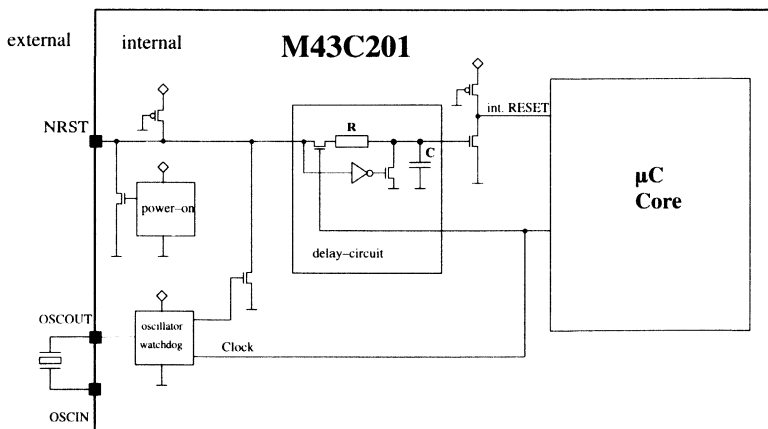 external
internal
M43C201
NRST
R
C
int. RESET
µC
Core
power–on
delay–circuit
OSCOUT
oscillator
watchdog
Clock
OSCIN